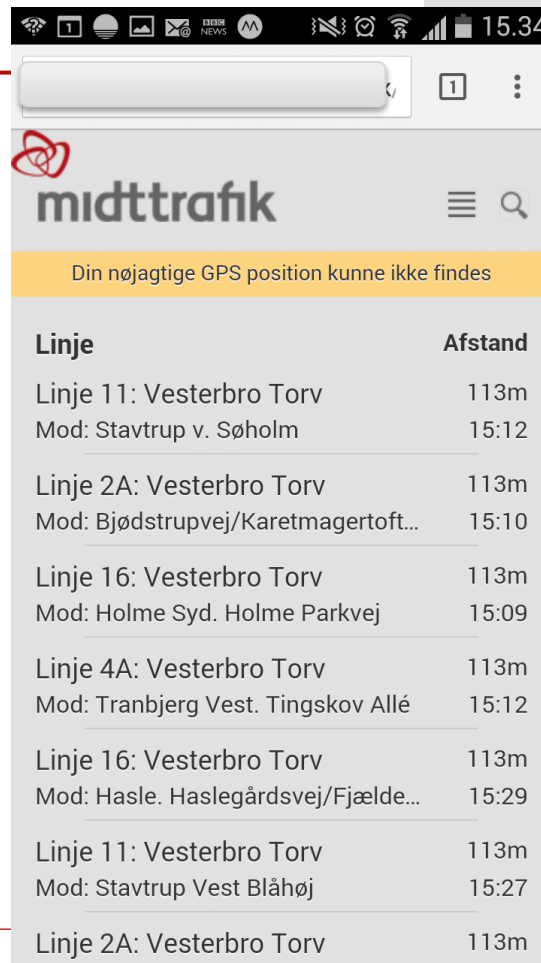 1 BBC NEWS 15.34
1
midttrafik
Din nøjagtige GPS position kunne ikke findes
Linje Afstand
Linje 11: Vesterbro Torv 113m
Mod: Stavtrup v. Søholm 15:12
Linje 2A: Vesterbro Torv 113m
Mod: Bjødstrupvej/Karetmagertoft... 15:10
Linje 16: Vesterbro Torv 113m
Mod: Holme Syd. Holme Parkvej 15:09
Linje 4A: Vesterbro Torv 113m
Mod: Tranbjerg Vest. Tingskov Allé 15:12
Linje 16: Vesterbro Torv 113m
Mod: Hasle. Haslegårdsvej/Fjælde... 15:29
Linje 11: Vesterbro Torv 113m
Mod: Stavtrup Vest Blåhøj 15:27
Linje 2A: Vesterbro Torv 113m